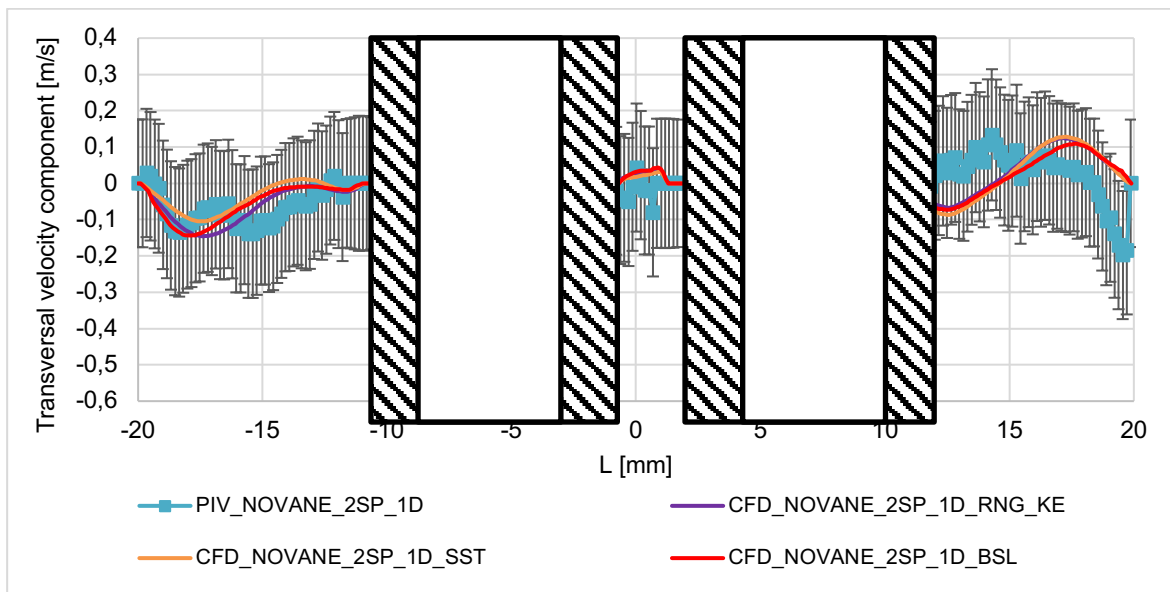 Transversal velocity component [m/s]
0,4
0,3
0,2
0,1
0
-0,1
-0,2
-0,3
-0,4
-0,5
-0,6
-20 -15 -10 -5 0 5 10 15 20
L [mm]
PIV_NOVANE_2SP_1D CFD_NOVANE_2SP_1D_RNG_KE
CFD_NOVANE_2SP_1D_SST CFD_NOVANE_2SP_1D_BSL